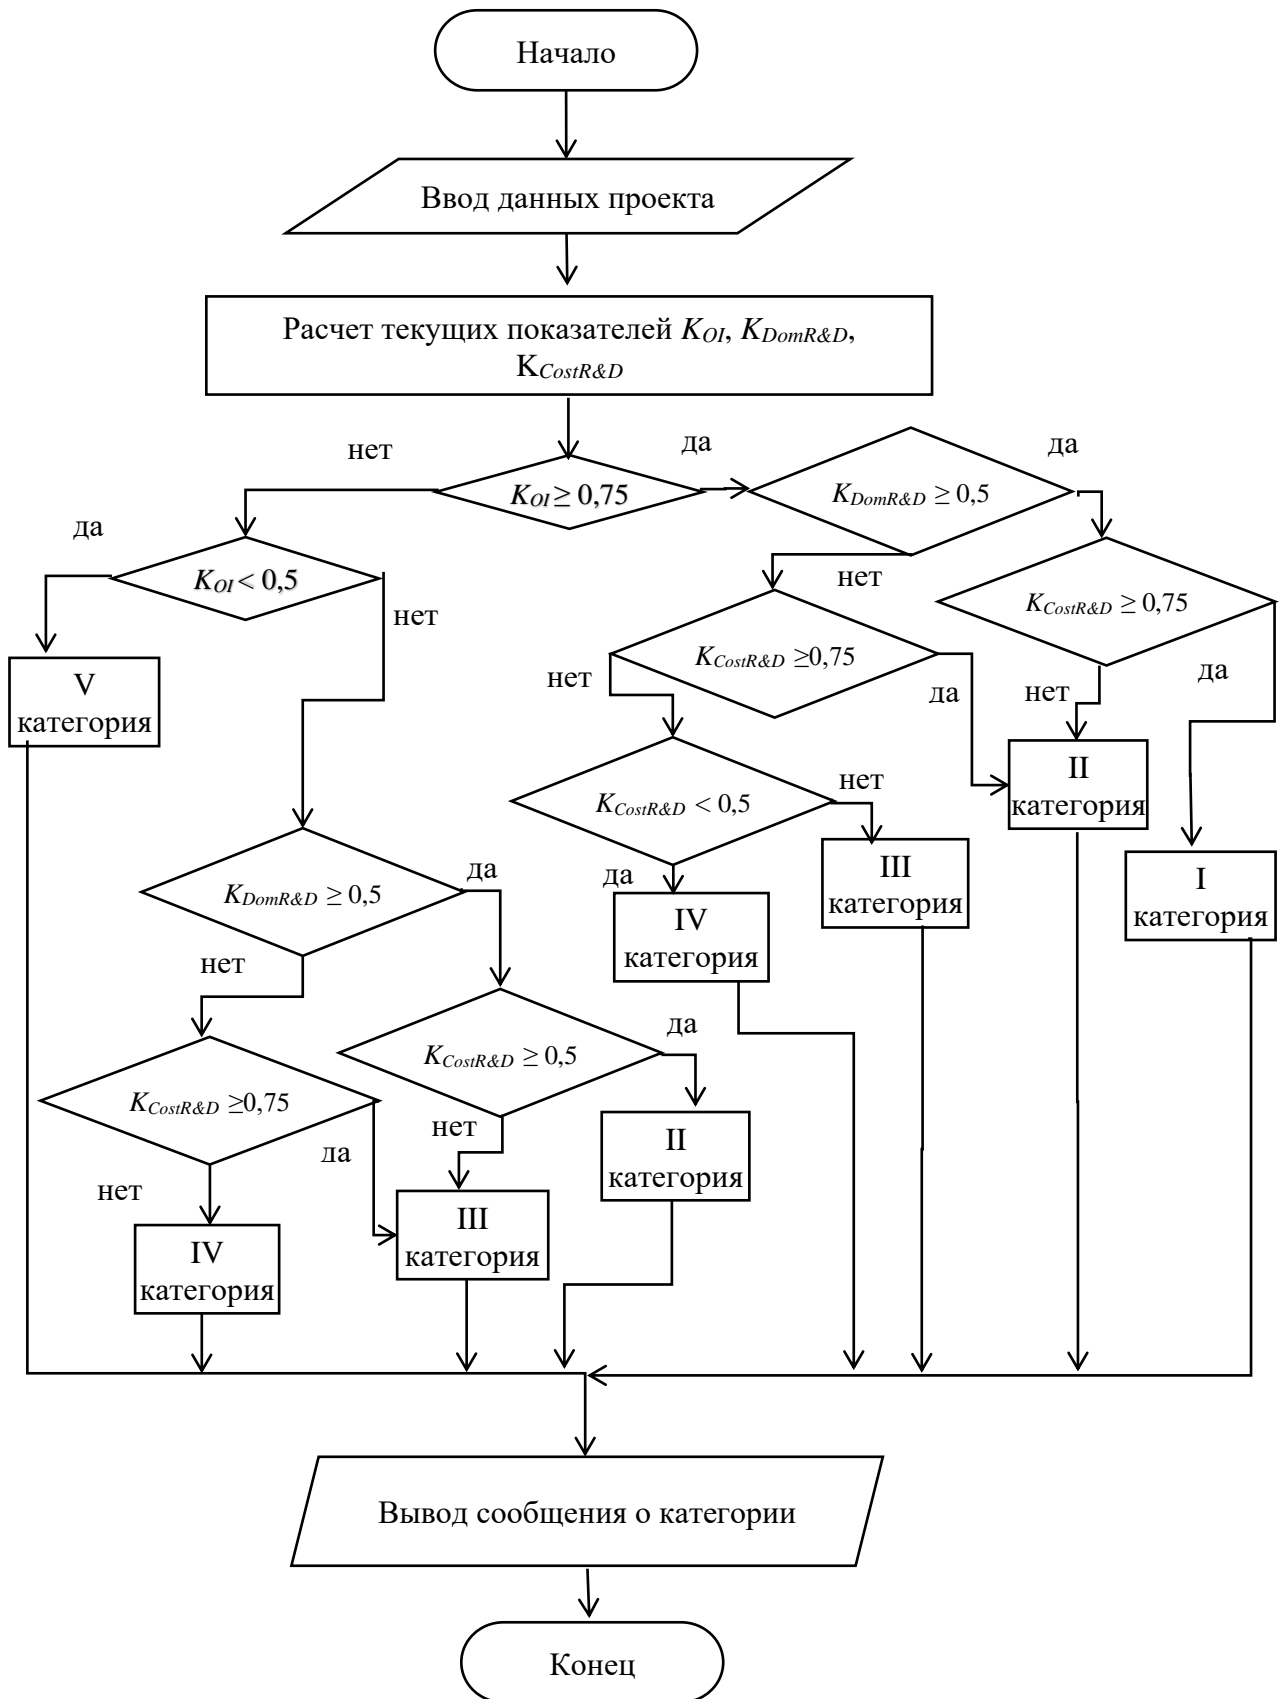 Начало
Ввод данных проекта
Расчет текущих показателей K_OI, K_DomR&D,
K_CostR&D
нет
да
да
K_OI ≥ 0,75
K_DomR&D ≥ 0,5
да
нет
K_OI < 0,5
K_CostR&D ≥ 0,75
нет
K_CostR&D ≥0,75
V
категория
нет
да
нет
да
II
категория
K_CostR&D < 0,5
нет
I
категория
III
категория
K_DomR&D ≥ 0,5
да
да
IV
категория
нет
да
K_CostR&D ≥ 0,5
K_CostR&D ≥0,75
нет
да
II
категория
нет
III
категория
IV
категория
Вывод сообщения о категории
Конец